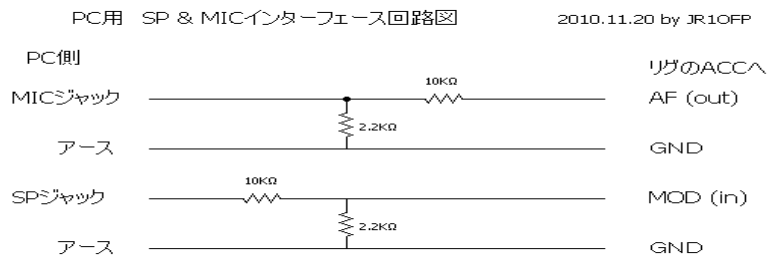 PC用 SP & MICインターフェース回路図 2010.11.20 by JR1OFP
PC側 リグのACCへ
10KΩ
MICジャック AF (out)
2.2KΩ
アース GND
10KΩ
SPジャック MOD (in)
2.2KΩ
アース GND